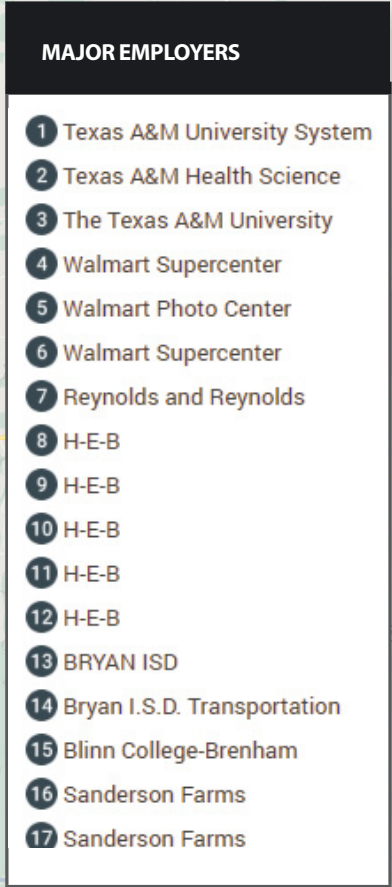 MAJOR EMPLOYERS
1 Texas A&M University System
2 Texas A&M Health Science
3 The Texas A&M University
4 Walmart Supercenter
5 Walmart Photo Center
6 Walmart Supercenter
7 Reynolds and Reynolds
8 H-E-B
9 H-E-B
10 H-E-B
11 H-E-B
12 H-E-B
13 BRYAN ISD
14 Bryan I.S.D. Transportation
15 Blinn College-Brenham
16 Sanderson Farms
17 Sanderson Farms